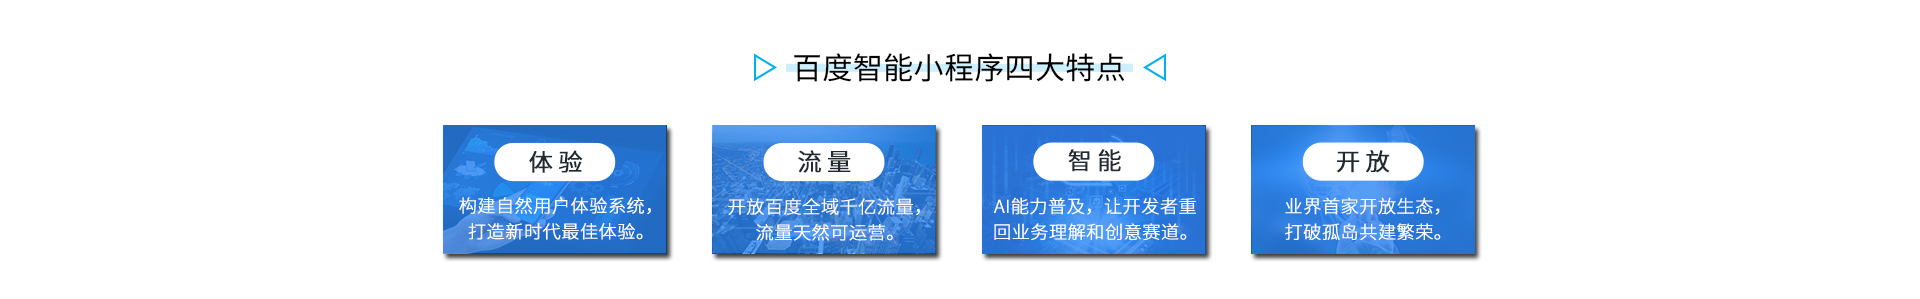 百度智能小程序四大特点
体验
构建自然用户体验系统，
打造新时代最佳体验。
流量
开放百度全域千亿流量，
流量天然可运营。
智能
AI能力普及，让开发者重
回业务理解和创意赛道。
开放
业界首家开放生态，
打破孤岛共建繁荣。